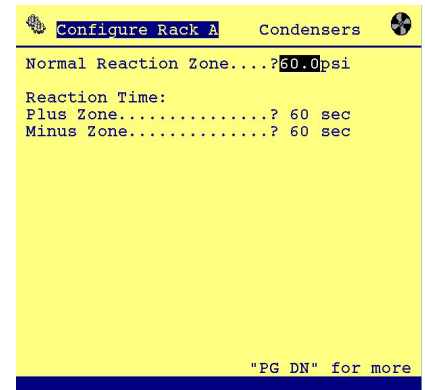 Configure Rack A Condensers
Normal Reaction Zone....?60.0psi
Reaction Time:
Plus Zone...............? 60 sec
Minus Zone..............? 60 sec
"PG DN" for more